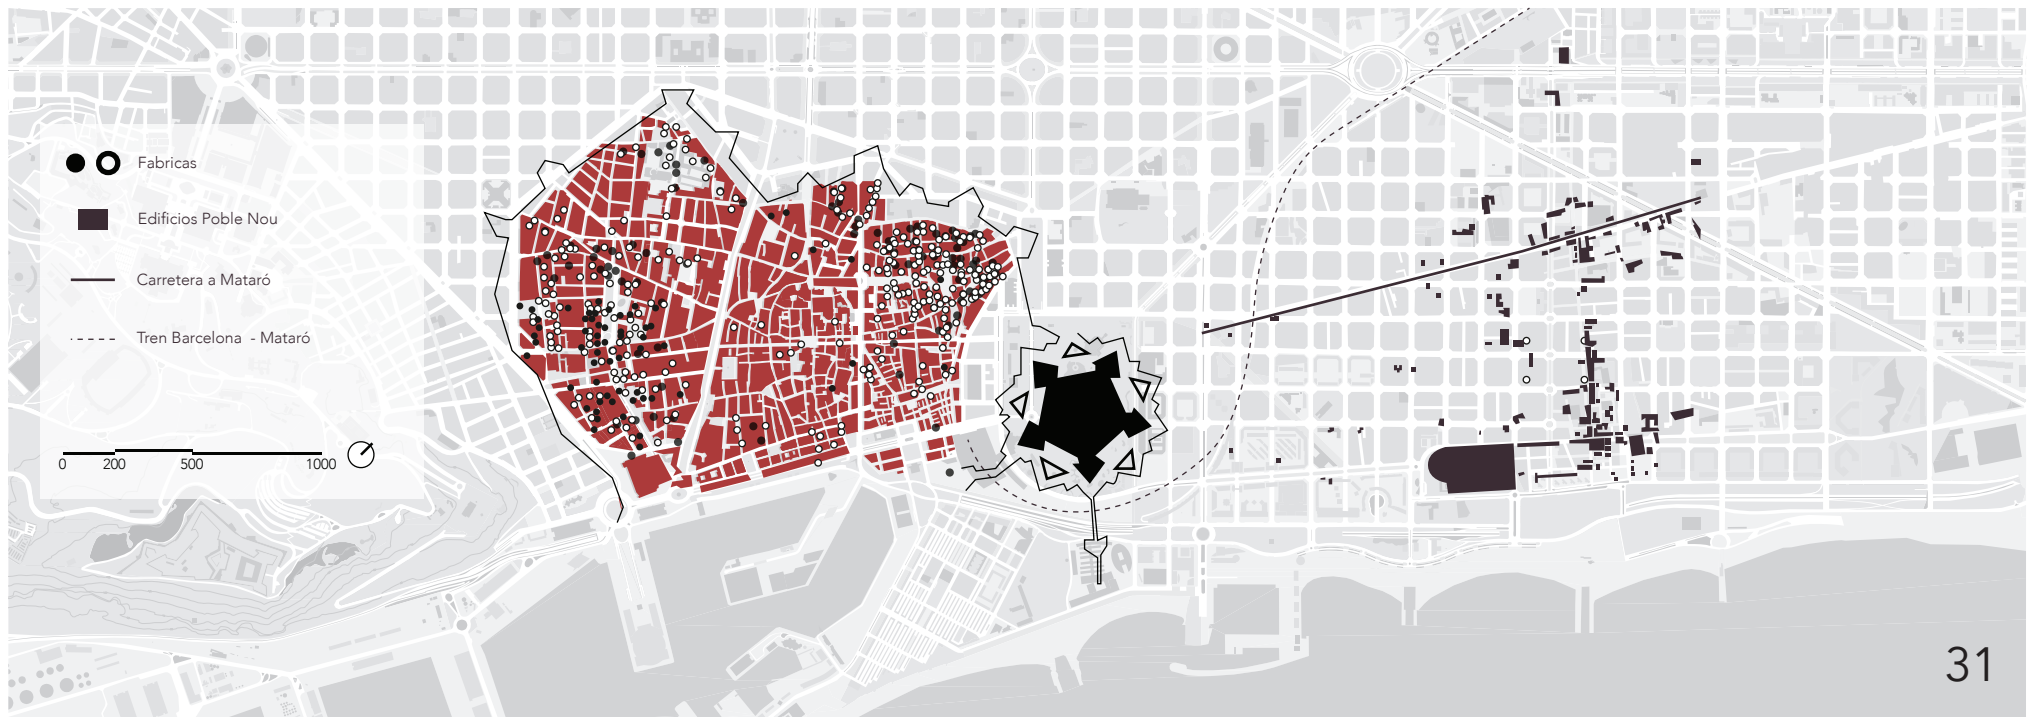 Fabricas
Edificios Poble Nou
Carretera a Mataró
Tren Barcelona - Mataró
0 200 500 1000
31